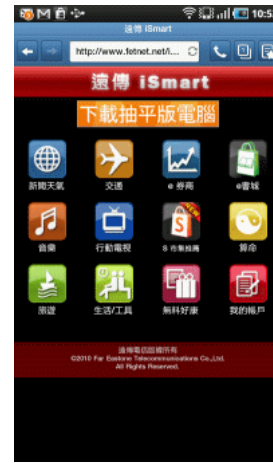 10:5
遠傳 iSmart
http://www.fetnet.net/i...
遠傳 iSmart
下載抽平版電腦
新聞天氣 交通 e 券商 e書城
音樂 行動電視 S 市集推薦 算命
旅遊 生活/工具 無料好康 我的帳戶
遠傳電信版權所有
©2010 Far Eastone Telecommunications Co.,Ltd.
All Rights Reserved.